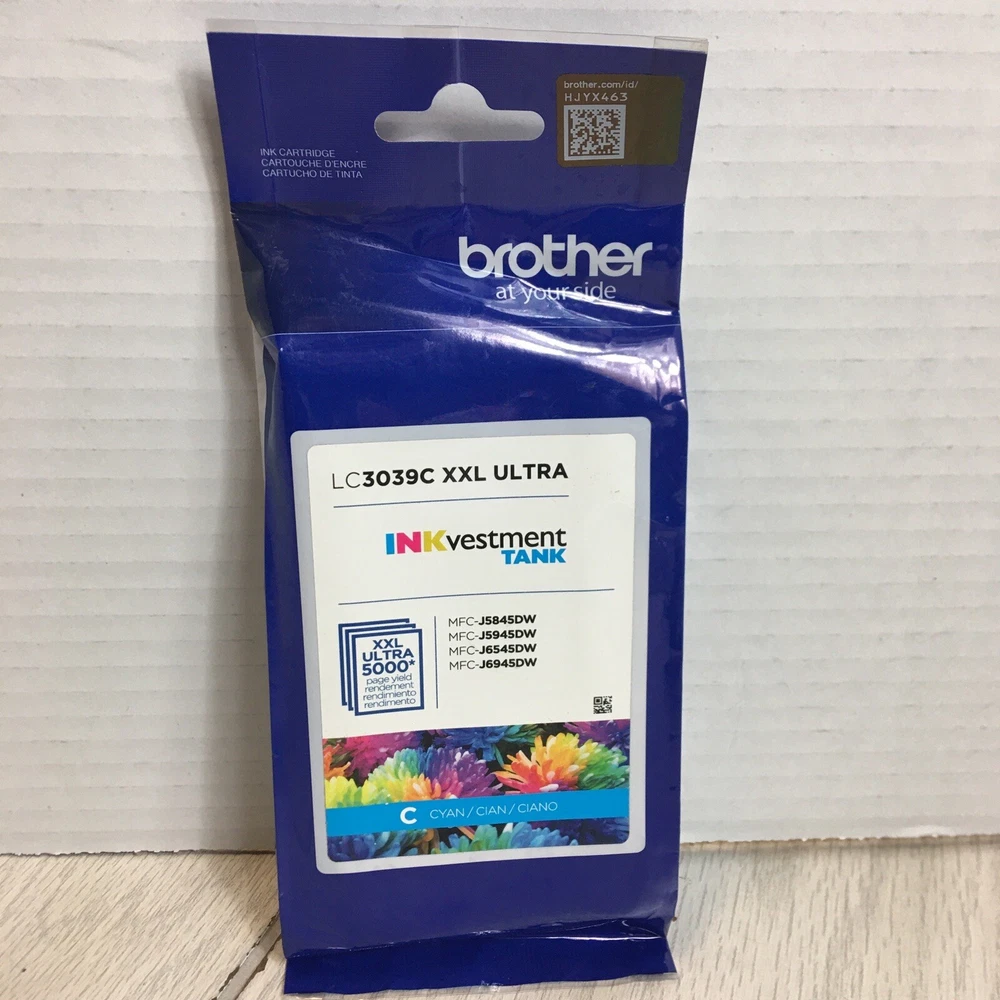 brother.com/id/
HJYX463
INK CARTRIDGE
CARTOUCHE D'ENCRE
CARTUCHO DE TINTA
brother
at your side
LC3039C XXL ULTRA
INKvestment
TANK
XXL
ULTRA
5000*
page yield
rendement
rendimiento
rendimento
MFC-J5845DW
MFC-J5945DW
MFC-J6545DW
MFC-J6945DW
C CYAN / CIAN / CIANO